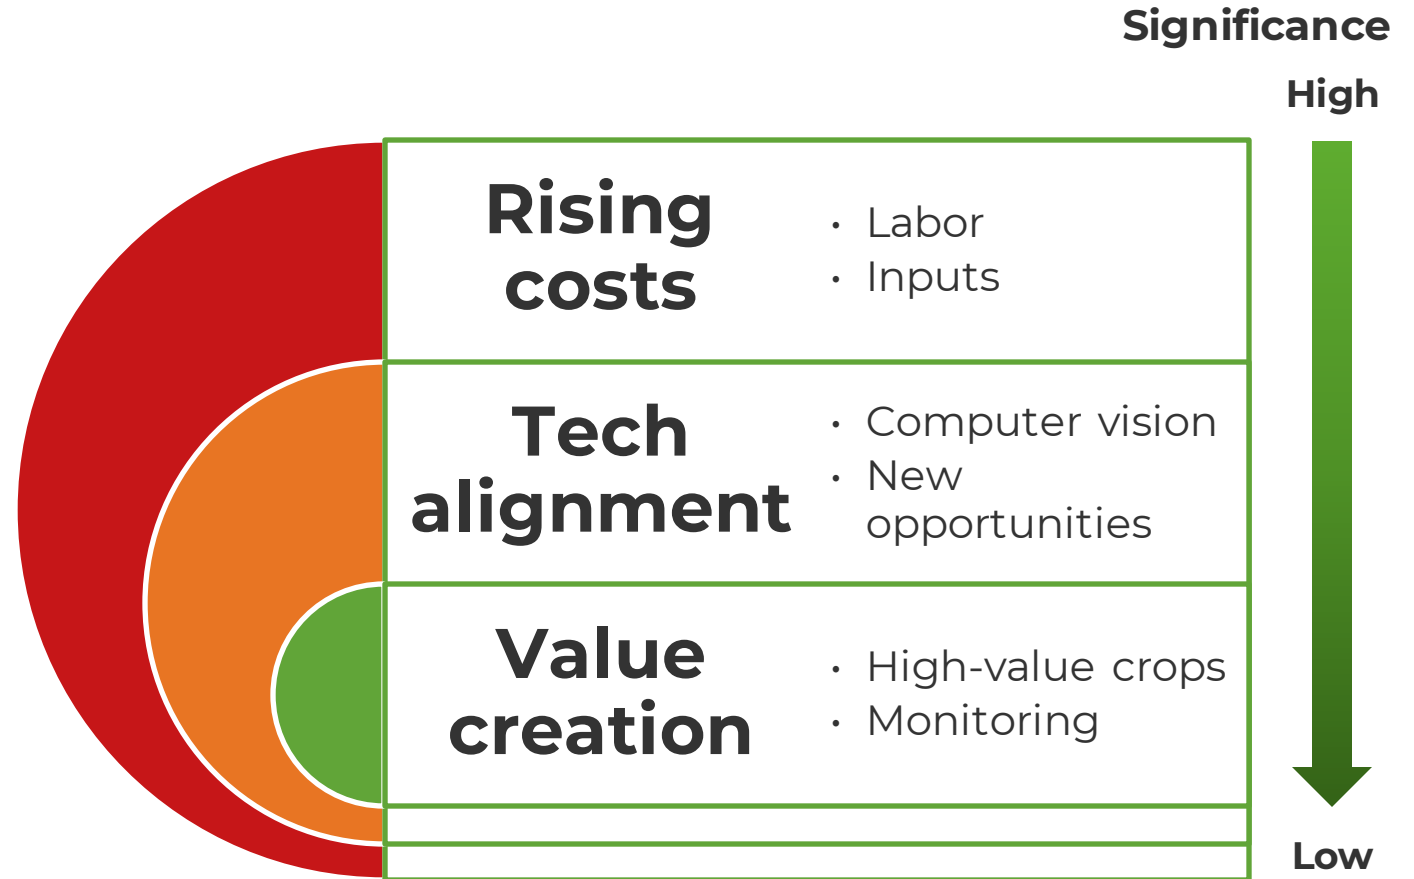 Significance
High
Rising
costs
• Labor
• Inputs
Tech
alignment
• Computer vision
• New
opportunities
Value
creation
• High-value crops
• Monitoring
Low